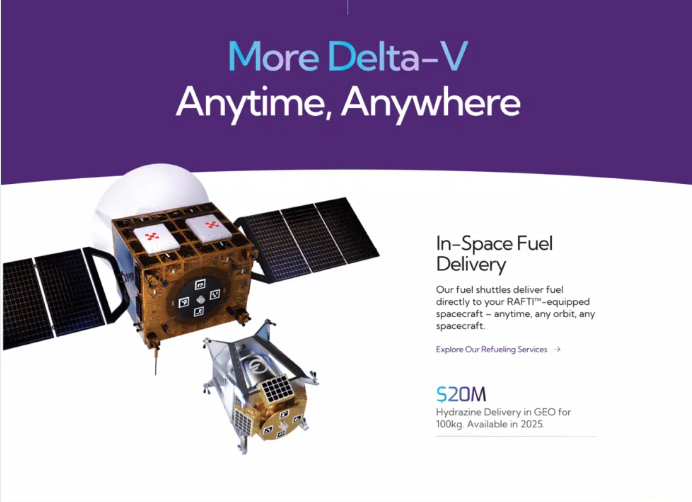 More Delta-V
Anytime, Anywhere
In-Space Fuel
Delivery
Our fuel shuttles deliver fuel
directly to your RAFTI™-equipped
spacecraft – anytime, any orbit, any
spacecraft.
Explore Our Refueling Services →
$20M
Hydrazine Delivery in GEO for
100kg. Available in 2025.